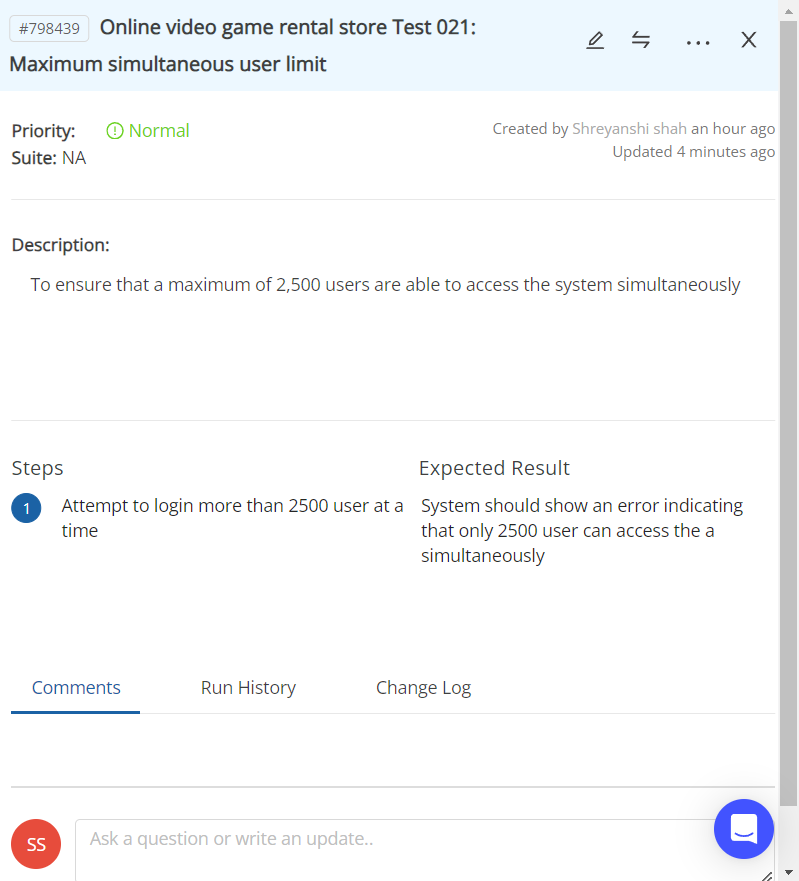 #798439 Online video game rental store Test 021:
Maximum simultaneous user limit
Priority: Normal
Created by Shreyanshi shah an hour ago
Suite: NA
Updated 4 minutes ago
Description:
To ensure that a maximum of 2,500 users are able to access the system simultaneously
Steps
1 Attempt to login more than 2500 user at a
time
Expected Result
System should show an error indicating
that only 2500 user can access the a
simultaneously
Comments Run History Change Log
SS Ask a question or write an update..